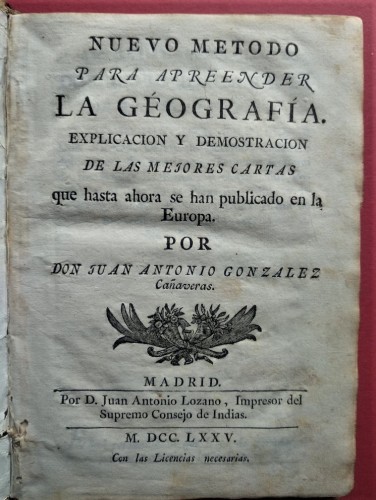 NUEVO METODO
PARA APREENDER
LA GÉOGRAFÍA.
EXPLICACION Y DEMOSTRACION
DE LAS MEJORES CARTAS
que hasta ahora se han publicado en la
Europa.
POR
DON JUAN ANTONIO GONZALEZ
Cañaveras.
MADRID.
Por D. Juan Antonio Lozano, Impresor del
Supremo Consejo de Indias.
M. DCC. LXXV.
Con las Licencias necesarias.